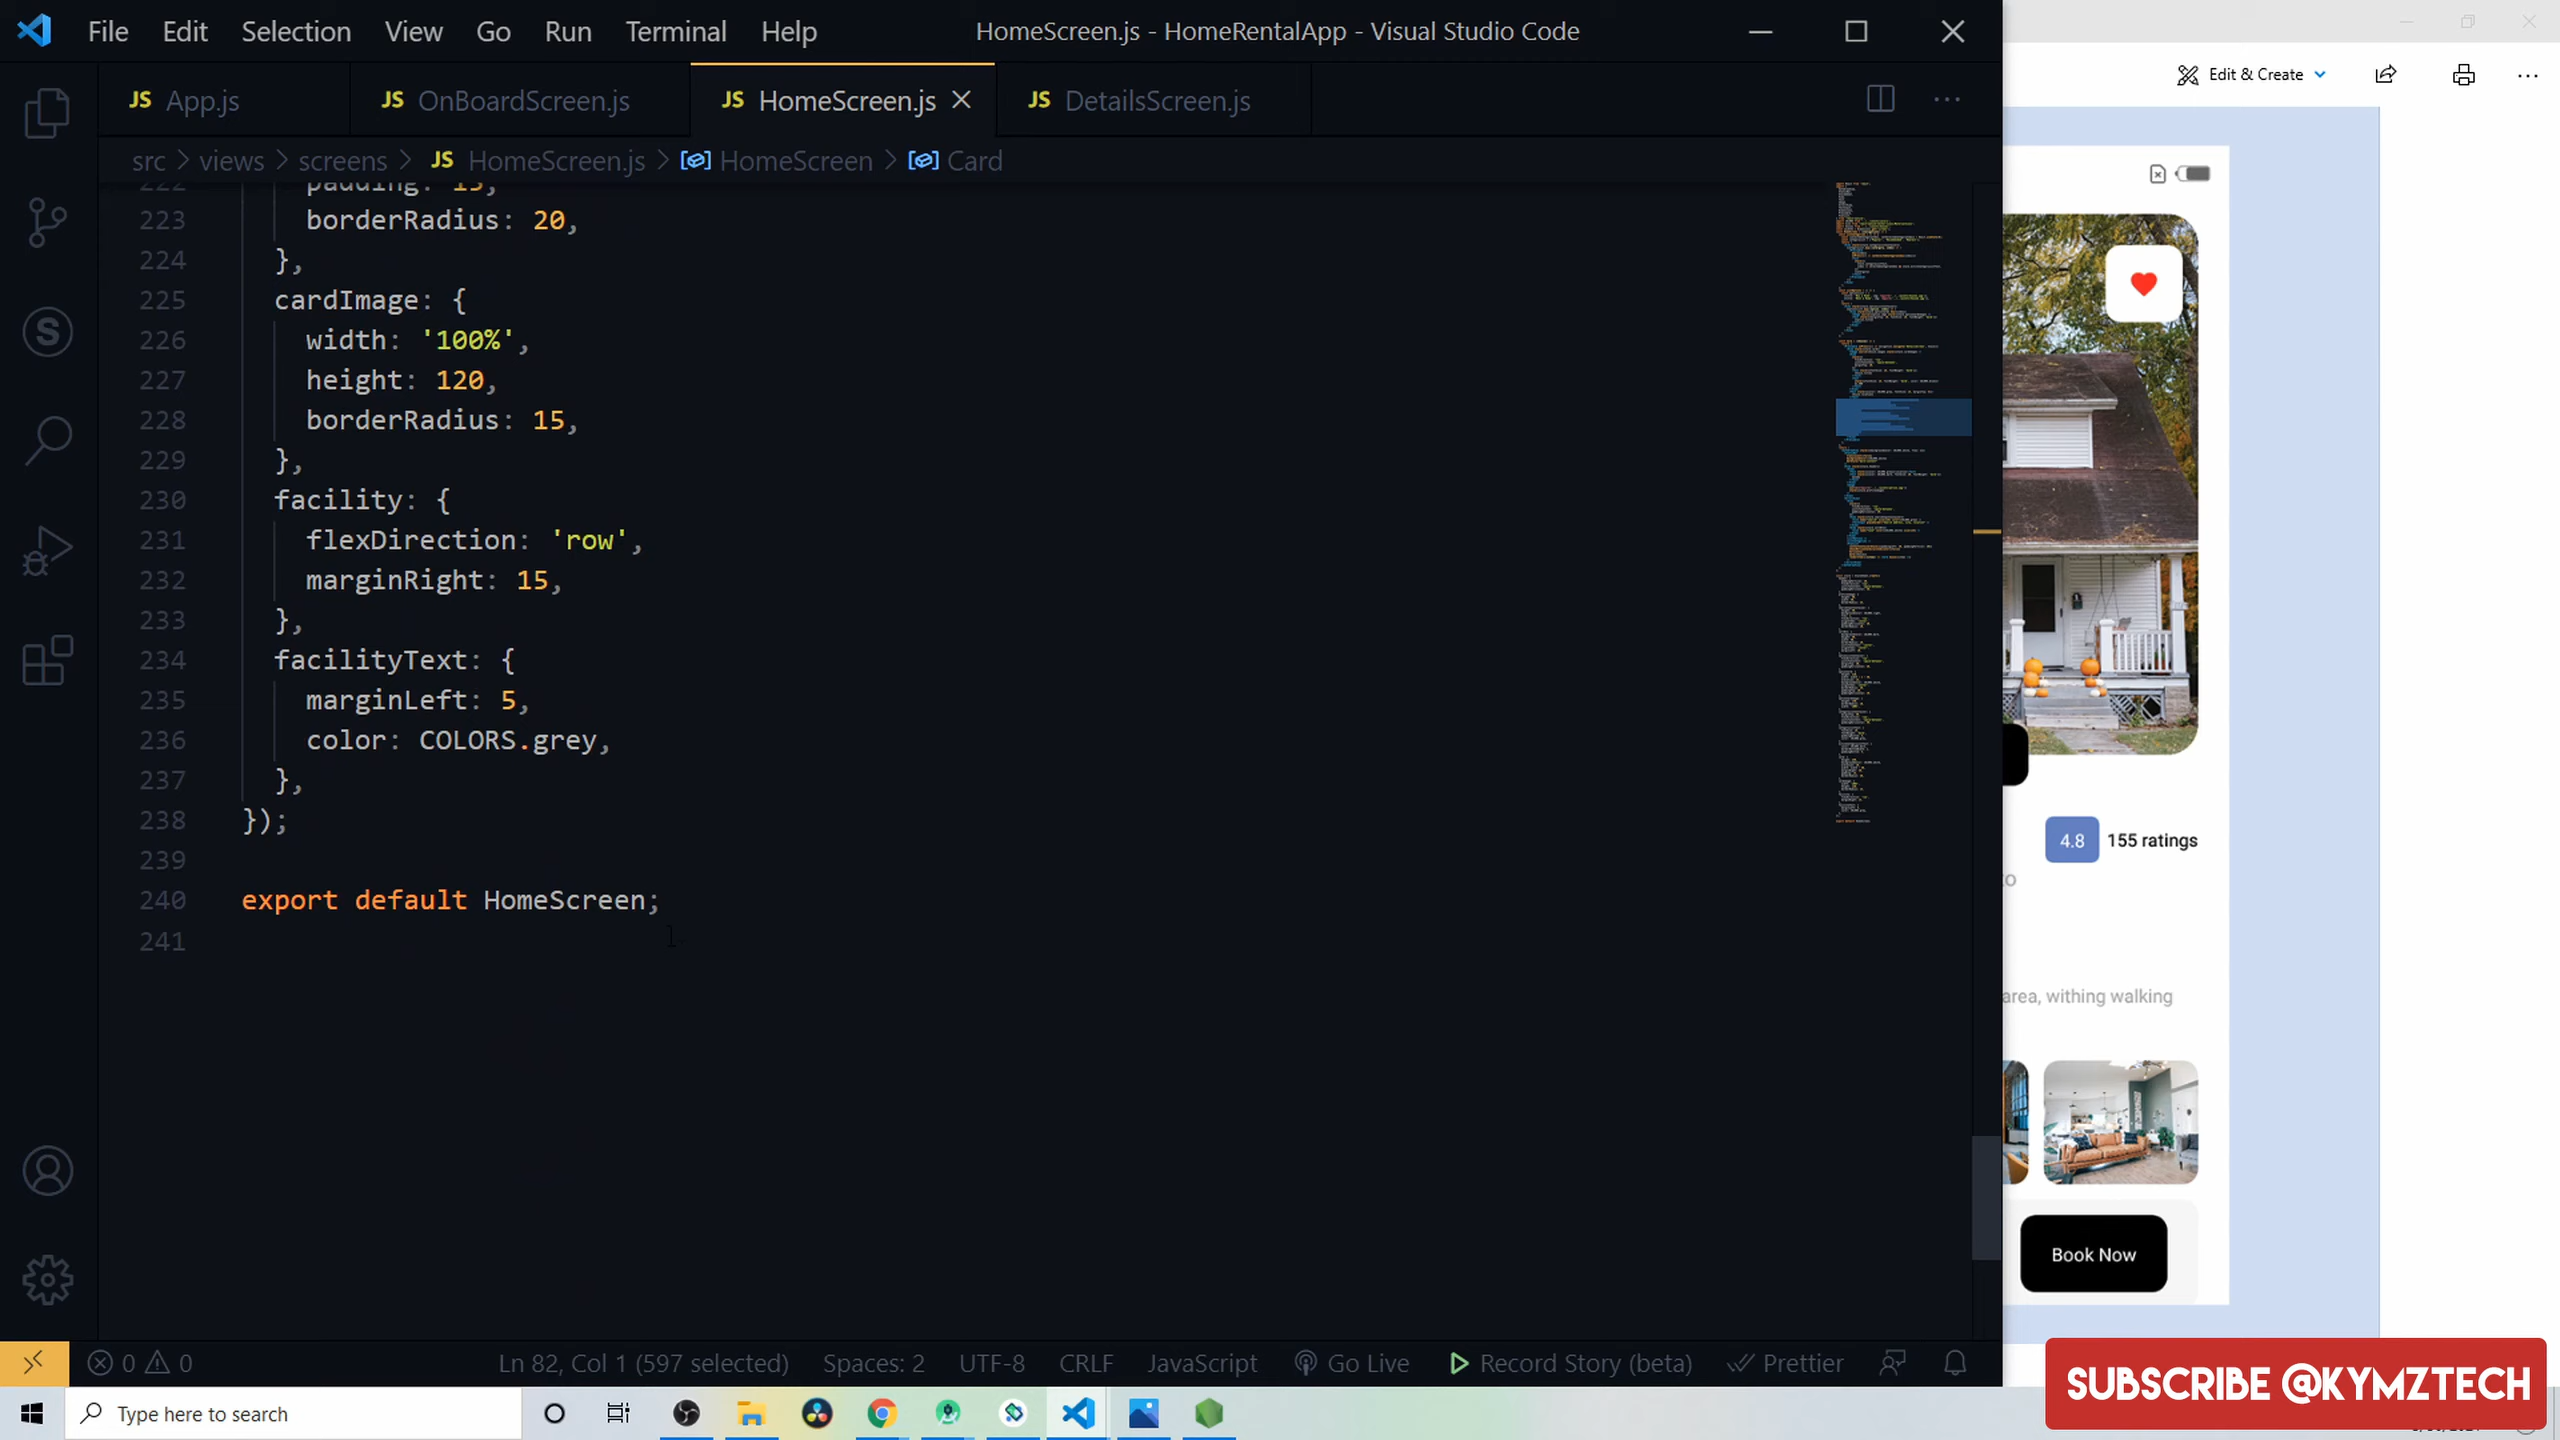 File Edit Selection View Go Run Terminal Help HomeScreen.js - HomeRentalApp - Visual Studio Code
Edit & Create
JS App.js JS OnBoardScreen.js JS HomeScreen.js JS DetailsScreen.js
src > views > screens > JS HomeScreen.js > HomeScreen > Card
222 padding: 15,
223 borderRadius: 20,
224 },
225 cardImage: {
226 width: '100%',
227 height: 120,
228 borderRadius: 15,
229 },
230 facility: {
231 flexDirection: 'row',
232 marginRight: 15,
233 },
234 facilityText: {
235 marginLeft: 5,
236 color: COLORS.grey,
237 },
238 });
239
240 export default HomeScreen;
241
4.8 155 ratings
area, withing walking
Book Now
0 0 Ln 82, Col 1 (597 selected) Spaces: 2 UTF-8 CRLF JavaScript Go Live Record Story (beta) Prettier
Type here to search
SUBSCRIBE @KYMZTECH